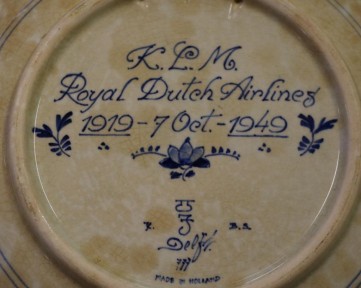 K.L.M.
Royal Dutch Airlines
1919 - 7 Oct. - 1949
R. B.S.
Delft.
MADE IN HOLLAND